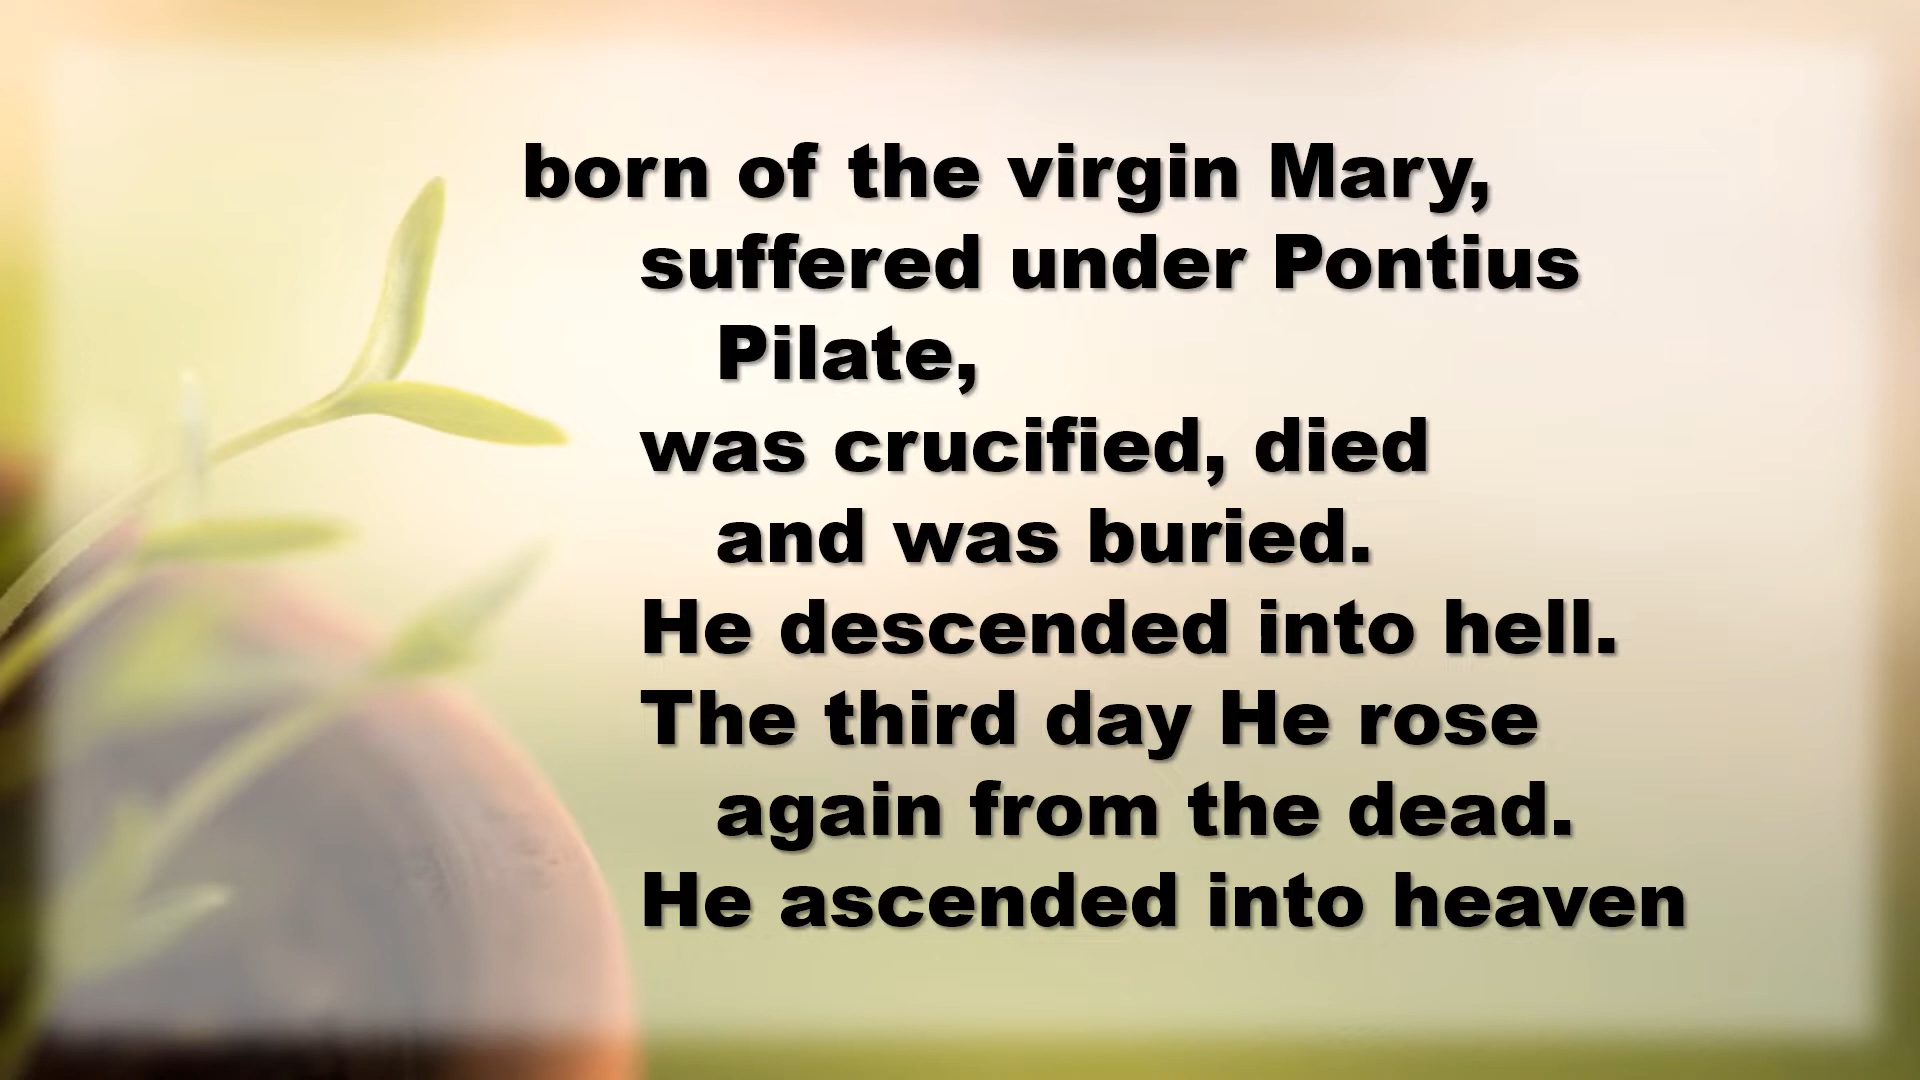 born of the virgin Mary,
suffered under Pontius
Pilate,
was crucified, died
and was buried.
He descended into hell.
The third day He rose
again from the dead.
He ascended into heaven